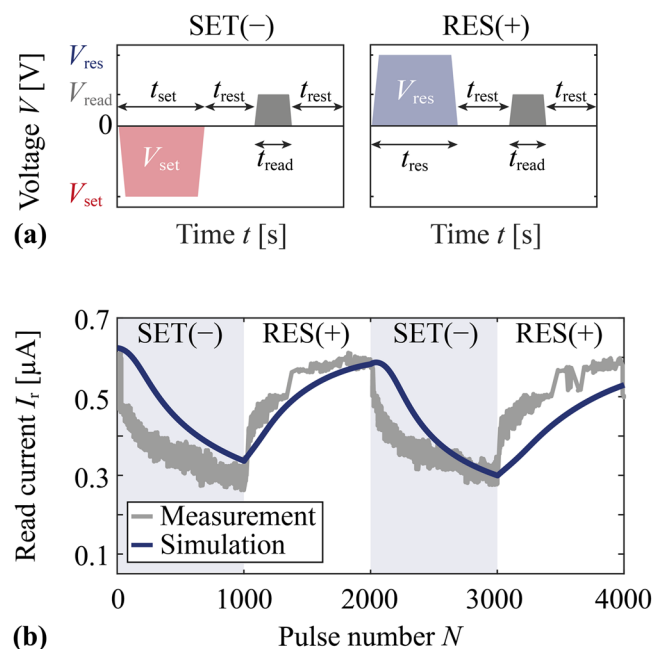 SET(−) RES(+)
Voltage V [V]
V_res
V_read
0
V_set
t_set t_rest t_rest
V_set
t_read
V_res t_rest t_rest
t_res t_read
(a) Time t [s] Time t [s]
Read current I_r [μA]
0.7
0.5
0.3
0.1
SET(−) RES(+) SET(−) RES(+)
Measurement
Simulation
0 1000 2000 3000 4000
(b) Pulse number N